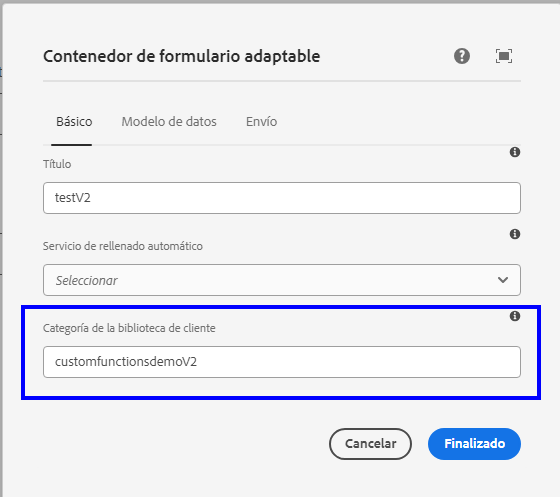 Contenedor de formulario adaptable
Básico Modelo de datos Envío
Título
testV2
Servicio de rellenado automático
Seleccionar
Categoría de la biblioteca de cliente
customfunctionsdemoV2
Cancelar Finalizado